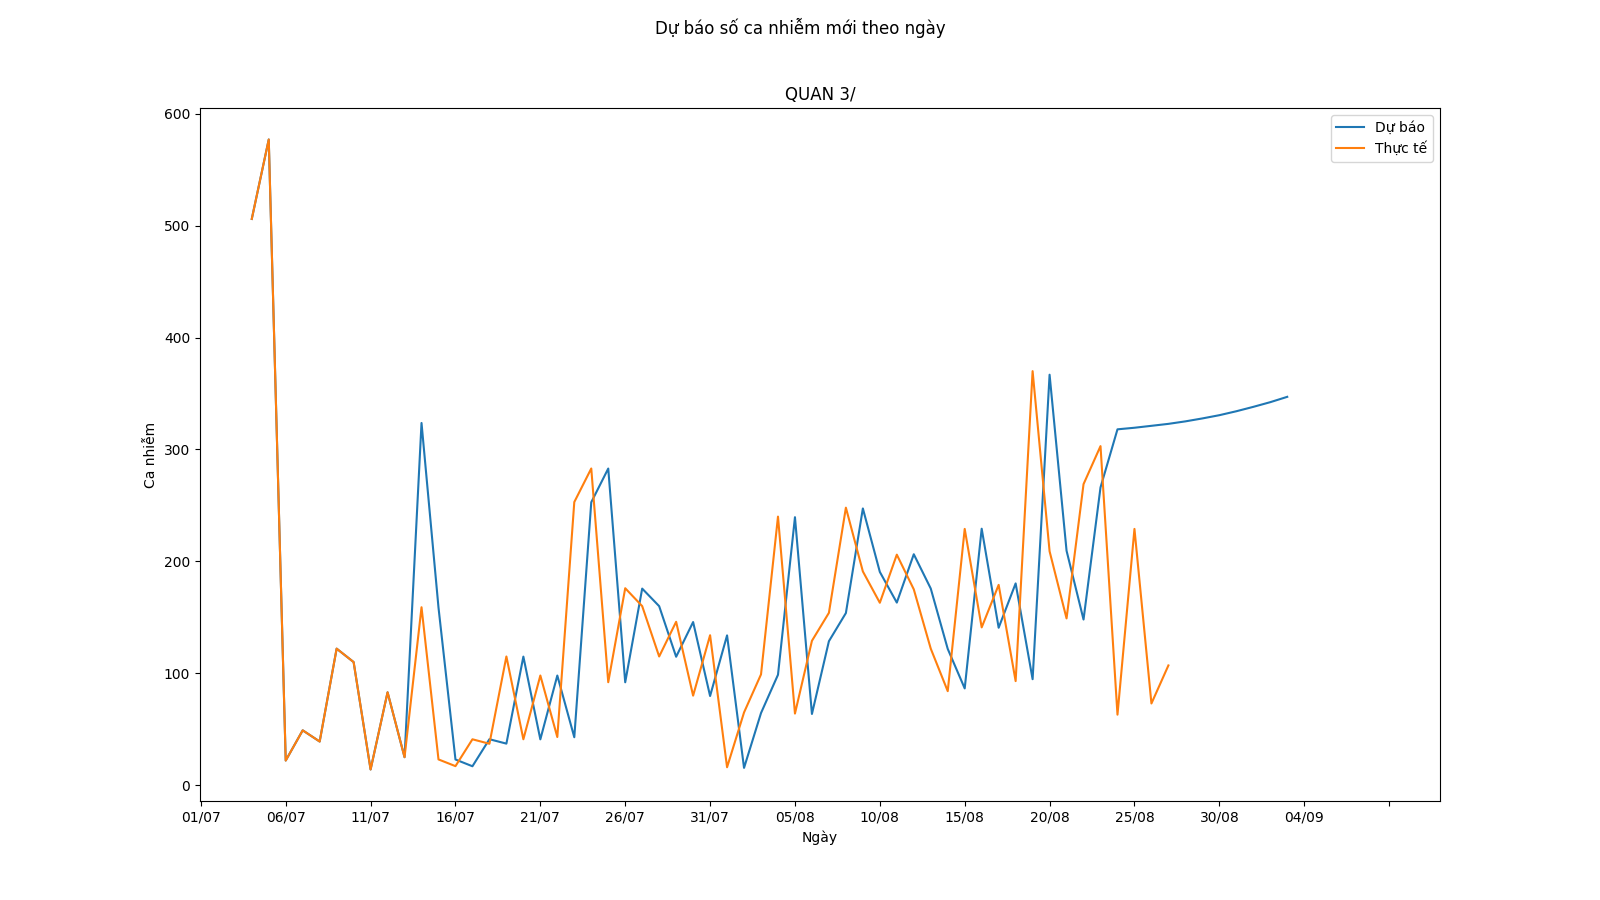 Dự báo số ca nhiễm mới theo ngày
QUAN 3/
Dự báo
Thực tế
600
500
400
300
200
100
0
Ca nhiễm
01/07 06/07 11/07 16/07 21/07 26/07 31/07 05/08 10/08 15/08 20/08 25/08 30/08 04/09
Ngày